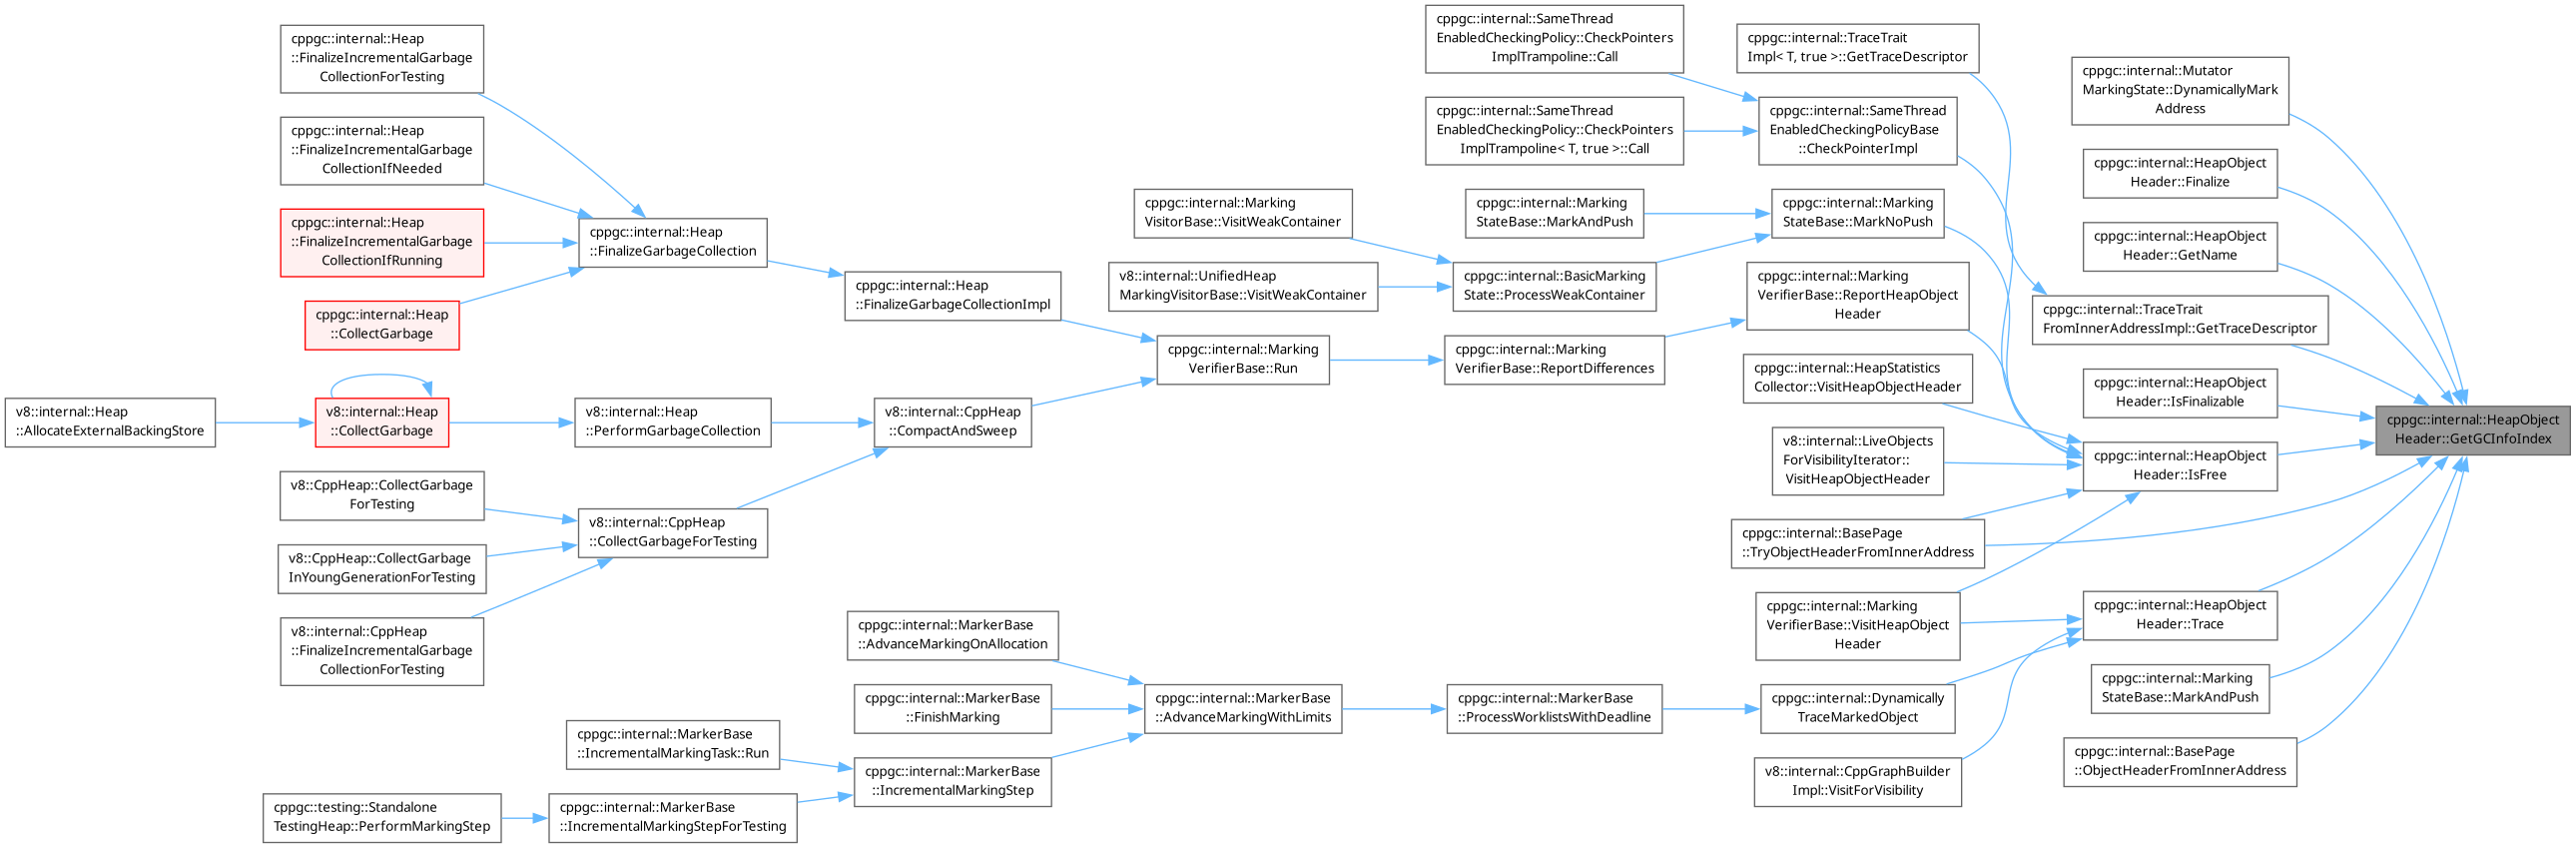 cppgc::internal::Heap
::FinalizeIncrementalGarbage
CollectionForTesting
cppgc::internal::Heap
::FinalizeIncrementalGarbage
CollectionIfNeeded
cppgc::internal::Heap
::FinalizeIncrementalGarbage
CollectionIfRunning
cppgc::internal::Heap
::CollectGarbage
v8::internal::Heap
::AllocateExternalBackingStore
v8::internal::Heap
::CollectGarbage
v8::CppHeap::CollectGarbage
ForTesting
v8::CppHeap::CollectGarbage
InYoungGenerationForTesting
v8::internal::CppHeap
::FinalizeIncrementalGarbage
CollectionForTesting
cppgc::testing::Standalone
TestingHeap::PerformMarkingStep
cppgc::internal::Heap
::FinalizeGarbageCollection
v8::internal::Heap
::PerformGarbageCollection
v8::internal::CppHeap
::CollectGarbageForTesting
cppgc::internal::MarkerBase
::IncrementalMarkingTask::Run
cppgc::internal::MarkerBase
::IncrementalMarkingStepForTesting
cppgc::internal::Heap
::FinalizeGarbageCollectionImpl
v8::internal::CppHeap
::CompactAndSweep
cppgc::internal::MarkerBase
::AdvanceMarkingOnAllocation
cppgc::internal::MarkerBase
::FinishMarking
cppgc::internal::MarkerBase
::IncrementalMarkingStep
cppgc::internal::Marking
VisitorBase::VisitWeakContainer
v8::internal::UnifiedHeap
MarkingVisitorBase::VisitWeakContainer
cppgc::internal::Marking
VerifierBase::Run
cppgc::internal::MarkerBase
::AdvanceMarkingWithLimits
cppgc::internal::SameThread
EnabledCheckingPolicy::CheckPointers
ImplTrampoline::Call
cppgc::internal::SameThread
EnabledCheckingPolicy::CheckPointers
ImplTrampoline< T, true >::Call
cppgc::internal::Marking
StateBase::MarkAndPush
cppgc::internal::BasicMarking
State::ProcessWeakContainer
cppgc::internal::Marking
VerifierBase::ReportDifferences
cppgc::internal::MarkerBase
::ProcessWorklistsWithDeadline
cppgc::internal::TraceTrait
Impl< T, true >::GetTraceDescriptor
cppgc::internal::SameThread
EnabledCheckingPolicyBase
::CheckPointerImpl
cppgc::internal::Marking
StateBase::MarkNoPush
cppgc::internal::Marking
VerifierBase::ReportHeapObject
Header
cppgc::internal::HeapStatistics
Collector::VisitHeapObjectHeader
v8::internal::LiveObjects
ForVisibilityIterator::
VisitHeapObjectHeader
cppgc::internal::BasePage
::TryObjectHeaderFromInnerAddress
cppgc::internal::Marking
VerifierBase::VisitHeapObject
Header
cppgc::internal::Dynamically
TraceMarkedObject
v8::internal::CppGraphBuilder
Impl::VisitForVisibility
cppgc::internal::Mutator
MarkingState::DynamicallyMark
Address
cppgc::internal::HeapObject
Header::Finalize
cppgc::internal::HeapObject
Header::GetName
cppgc::internal::TraceTrait
FromInnerAddressImpl::GetTraceDescriptor
cppgc::internal::HeapObject
Header::IsFinalizable
cppgc::internal::HeapObject
Header::IsFree
cppgc::internal::HeapObject
Header::Trace
cppgc::internal::Marking
StateBase::MarkAndPush
cppgc::internal::BasePage
::ObjectHeaderFromInnerAddress
cppgc::internal::HeapObject
Header::GetGCInfoIndex